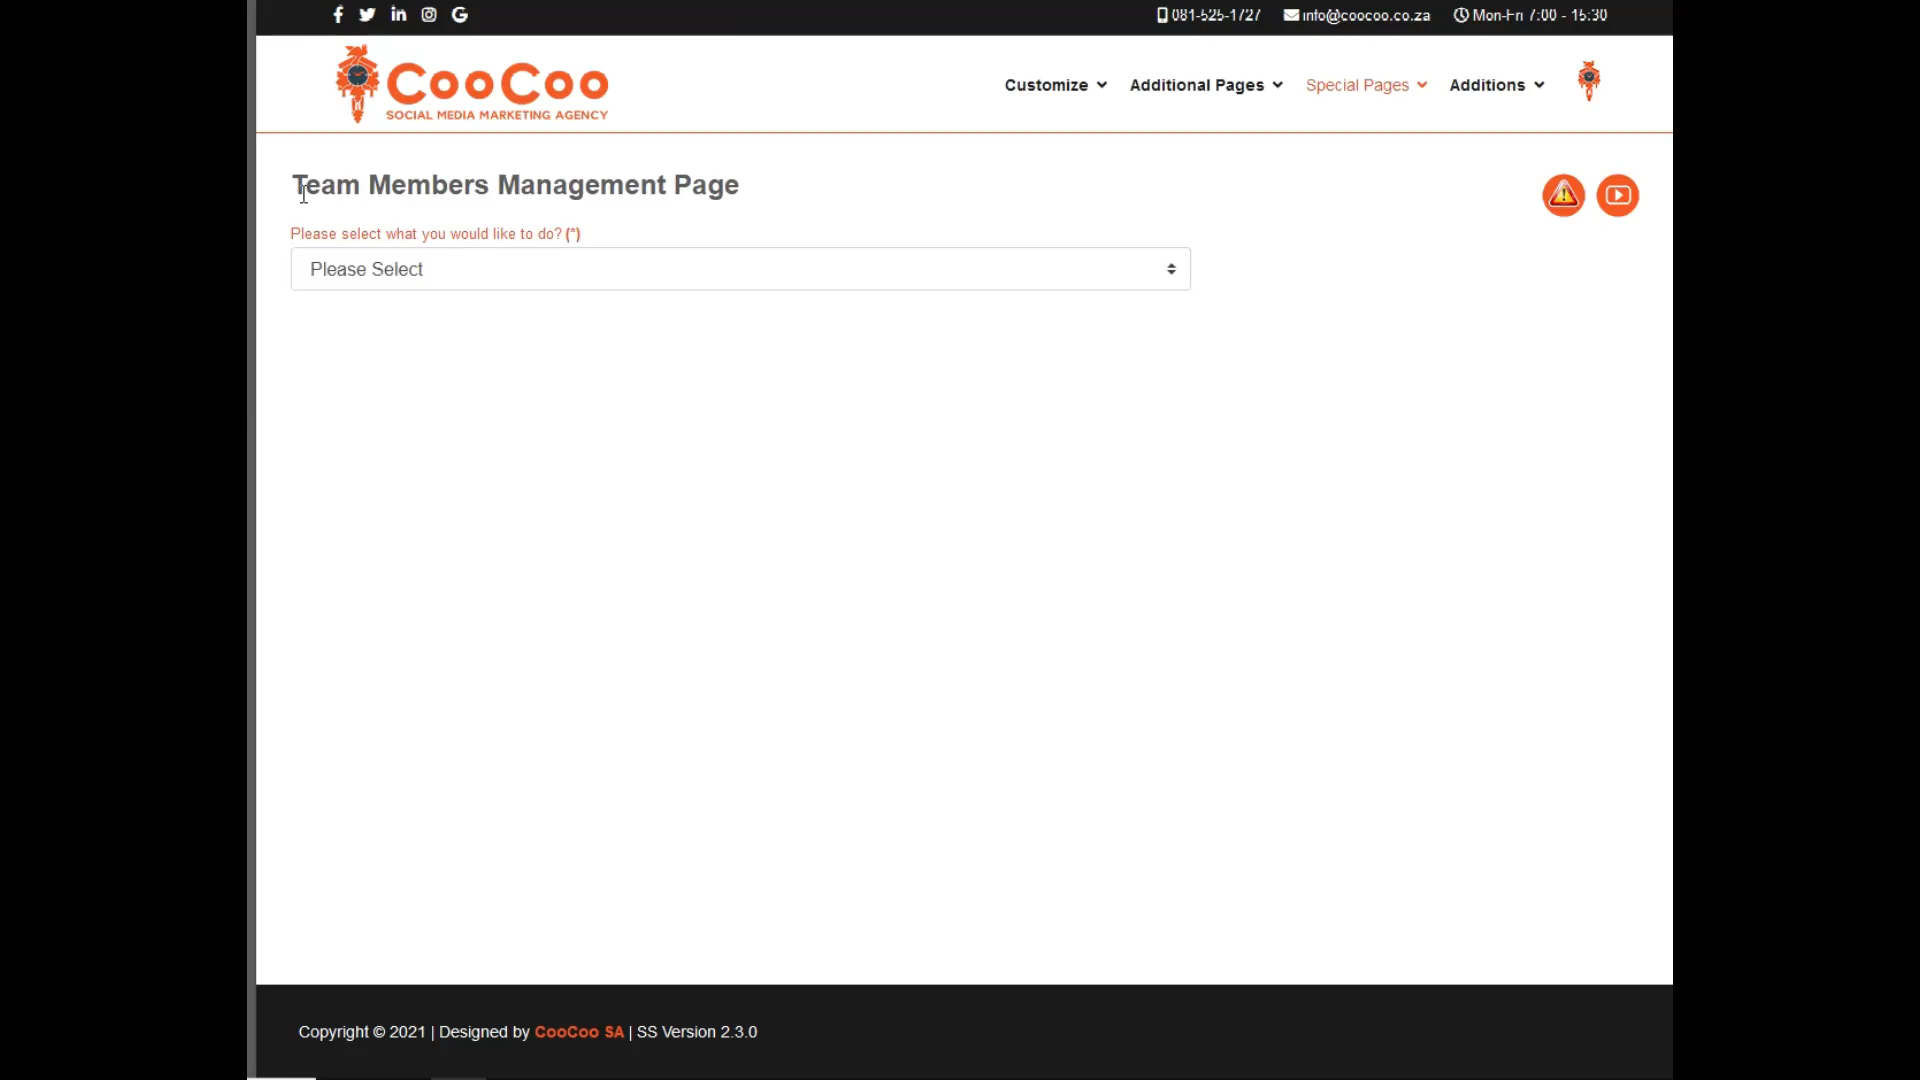 081-525-1727 info@coocoo.co.za Mon-Fri 7:00 - 15:30
CooCoo
SOCIAL MEDIA MARKETING AGENCY
Customize Additional Pages Special Pages Additions
Team Members Management Page
Please select what you would like to do? (*)
Please Select
Copyright © 2021 | Designed by CooCoo SA | SS Version 2.3.0